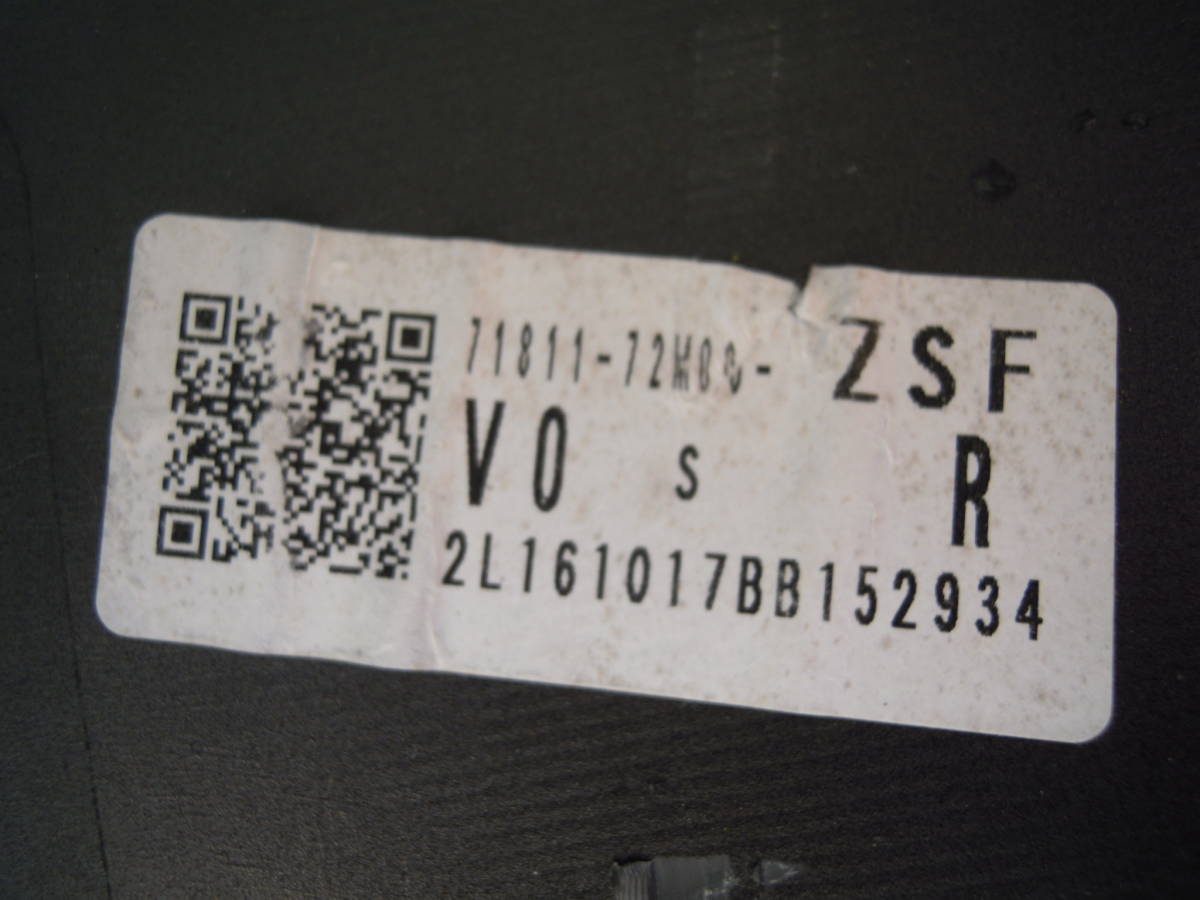 71811-72M00- ZSF
V0 S R
2L161017BB152934